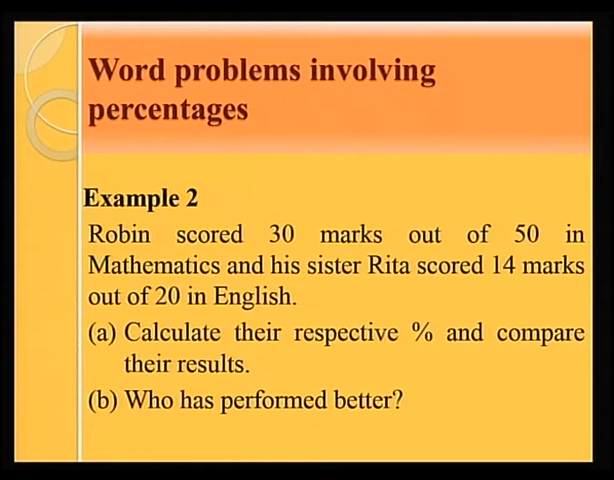 Word problems involving
percentages
Example 2
Robin scored 30 marks out of 50 in
Mathematics and his sister Rita scored 14 marks
out of 20 in English.
(a) Calculate their respective % and compare
their results.
(b) Who has performed better?